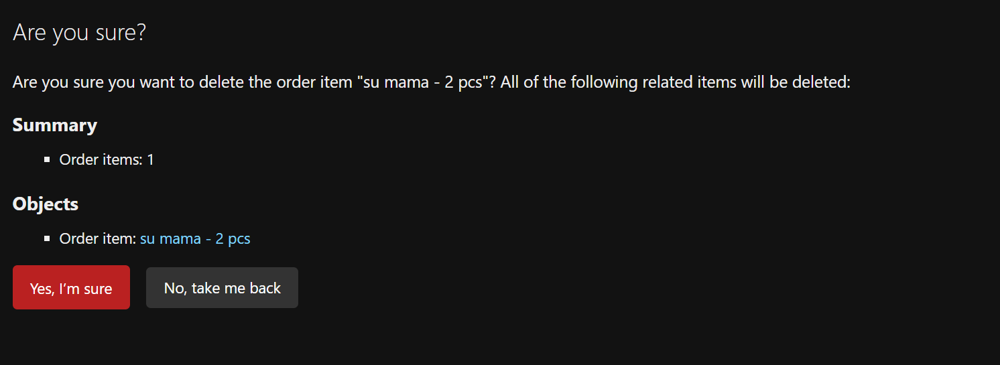 Are you sure?
Are you sure you want to delete the order item "su mama - 2 pcs"? All of the following related items will be deleted:
Summary
Order items: 1
Objects
Order item: su mama - 2 pcs
Yes, I’m sure
No, take me back